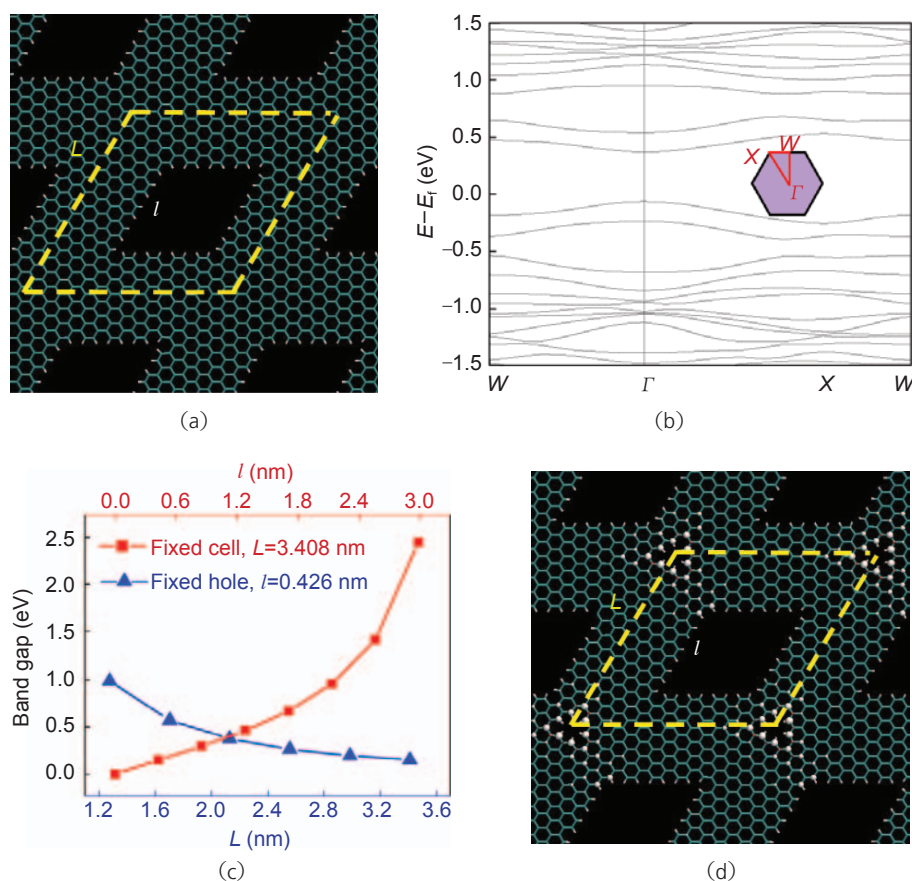 L
l
(a)
1.5
1.0
0.5
0.0
−0.5
−1.0
−1.5
E−Ef (eV)
X
W
Γ
W
Γ
X
W
(b)
l (nm)
0.0 0.6 1.2 1.8 2.4 3.0
2.5
2.0
1.5
1.0
0.5
0.0
Band gap (eV)
Fixed cell, L=3.408 nm
Fixed hole, l=0.426 nm
1.2 1.6 2.0 2.4 2.8 3.2 3.6
L (nm)
(c)
L
l
(d)